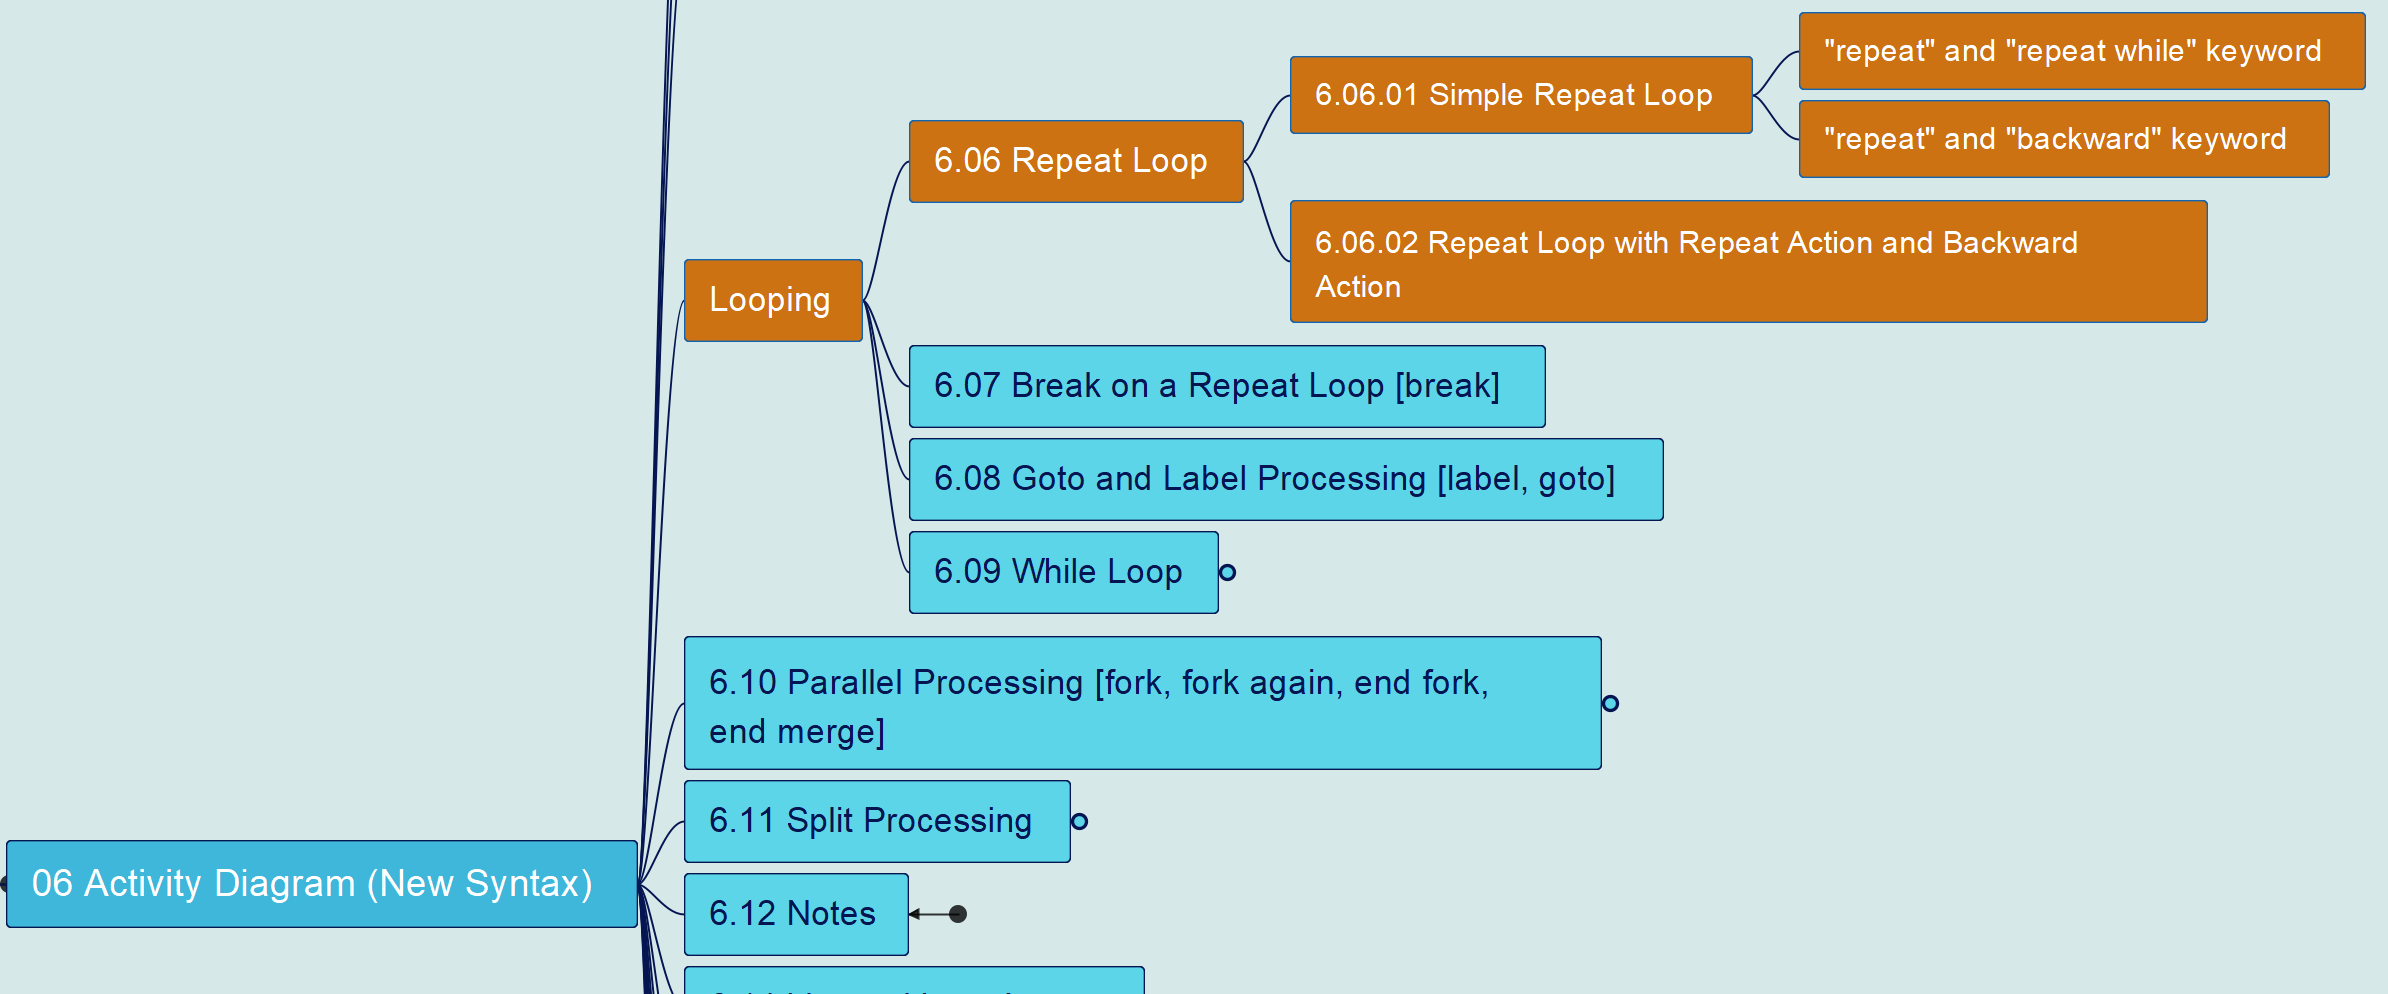 "repeat" and "repeat while" keyword
6.06.01 Simple Repeat Loop
"repeat" and "backward" keyword
6.06 Repeat Loop
6.06.02 Repeat Loop with Repeat Action and Backward
Action
Looping
6.07 Break on a Repeat Loop [break]
6.08 Goto and Label Processing [label, goto]
6.09 While Loop
6.10 Parallel Processing [fork, fork again, end fork,
end merge]
6.11 Split Processing
06 Activity Diagram (New Syntax)
6.12 Notes